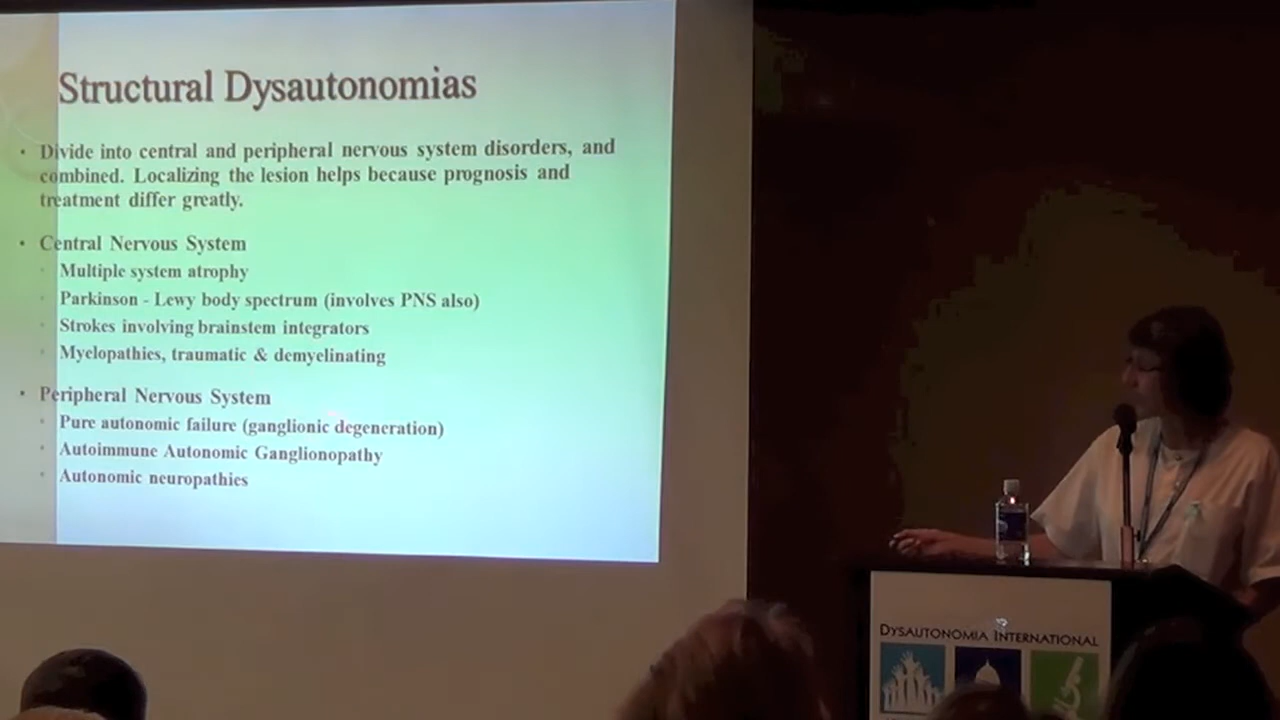 Structural Dysautonomias
• Divide into central and peripheral nervous system disorders, and
combined. Localizing the lesion helps because prognosis and
treatment differ greatly.
• Central Nervous System
• Multiple system atrophy
• Parkinson - Lewy body spectrum (involves PNS also)
• Strokes involving brainstem integrators
• Myelopathies, traumatic & demyelinating
• Peripheral Nervous System
• Pure autonomic failure (ganglionic degeneration)
• Autoimmune Autonomic Ganglionopathy
• Autonomic neuropathies
DYSAUTONOMIA INTERNATIONAL